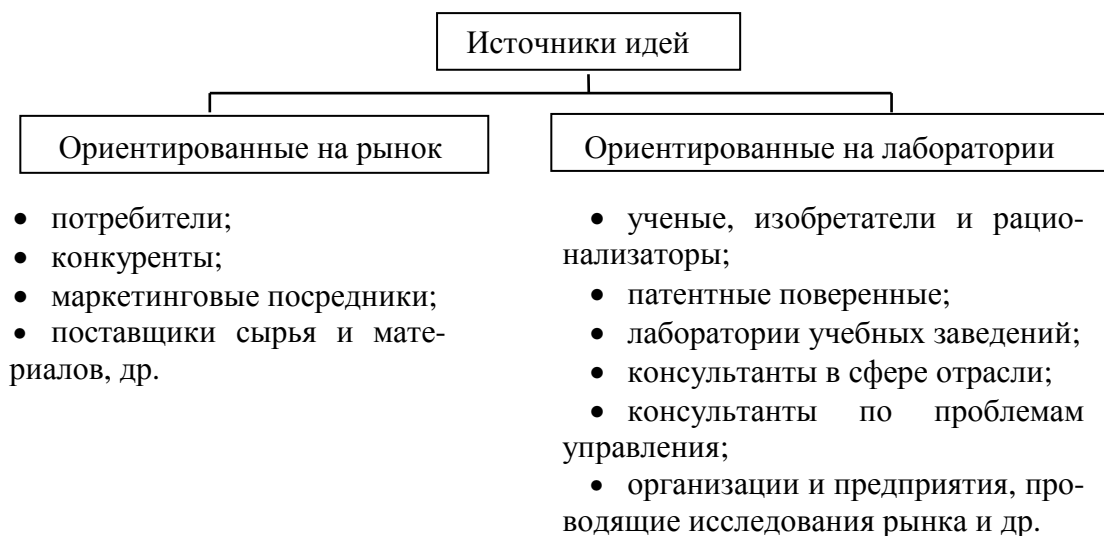 Источники идей
Ориентированные на рынок
• потребители;
• конкуренты;
• маркетинговые посредники;
• поставщики сырья и мате-
риалов, др.
Ориентированные на лаборатории
• ученые, изобретатели и рацио-
нализаторы;
• патентные поверенные;
• лаборатории учебных заведений;
• консультанты в сфере отрасли;
• консультанты по проблемам
управления;
• организации и предприятия, про-
водящие исследования рынка и др.